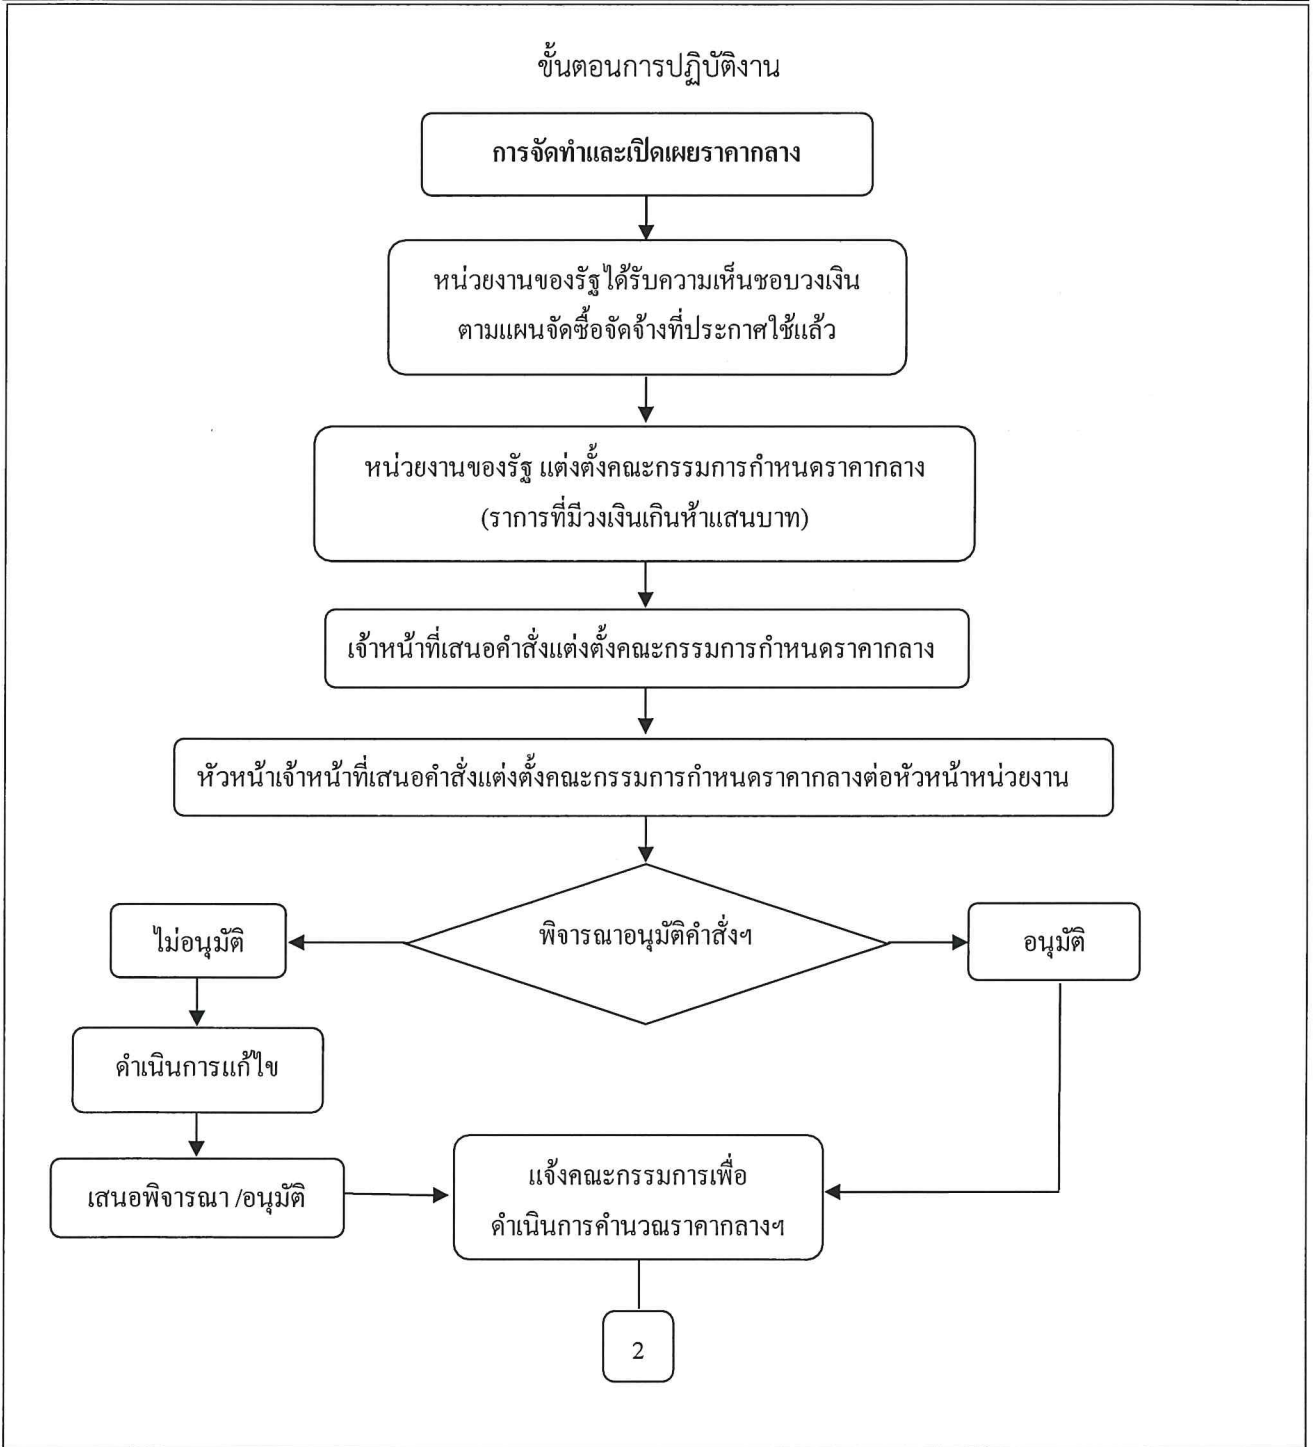 ขั้นตอนการปฏิบัติงาน
การจัดทำและเปิดเผยราคากลาง
หน่วยงานของรัฐได้รับความเห็นชอบวงเงิน
ตามแผนจัดซื้อจัดจ้างที่ประกาศใช้แล้ว
หน่วยงานของรัฐ แต่งตั้งคณะกรรมการกำหนดราคากลาง
(ราการที่มีวงเงินเกินห้าแสนบาท)
เจ้าหน้าที่เสนอคำสั่งแต่งตั้งคณะกรรมการกำหนดราคากลาง
หัวหน้าเจ้าหน้าที่เสนอคำสั่งแต่งตั้งคณะกรรมการกำหนดราคากลางต่อหัวหน้าหน่วยงาน
ไม่อนุมัติ
พิจารณาอนุมัติคำสั่งฯ
อนุมัติ
ดำเนินการแก้ไข
เสนอพิจารณา /อนุมัติ
แจ้งคณะกรรมการเพื่อ
ดำเนินการคำนวณราคากลางฯ
2